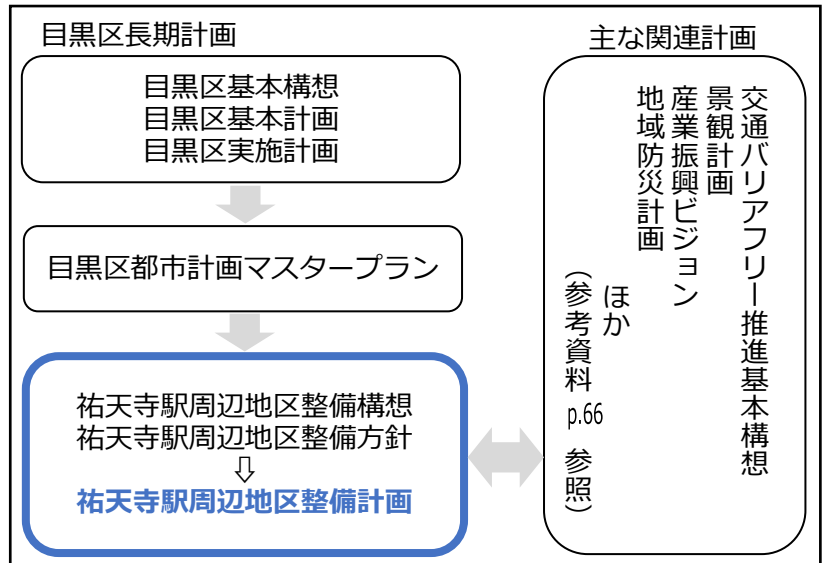 目黒区長期計画
目黒区基本構想
目黒区基本計画
目黒区実施計画
目黒区都市計画マスタープラン
祐天寺駅周辺地区整備構想
祐天寺駅周辺地区整備方針
⇩
祐天寺駅周辺地区整備計画
主な関連計画
交通バリアフリー推進基本構想
景観計画
産業振興ビジョン
地域防災計画
ほか
（参考資料 p.66 参照）